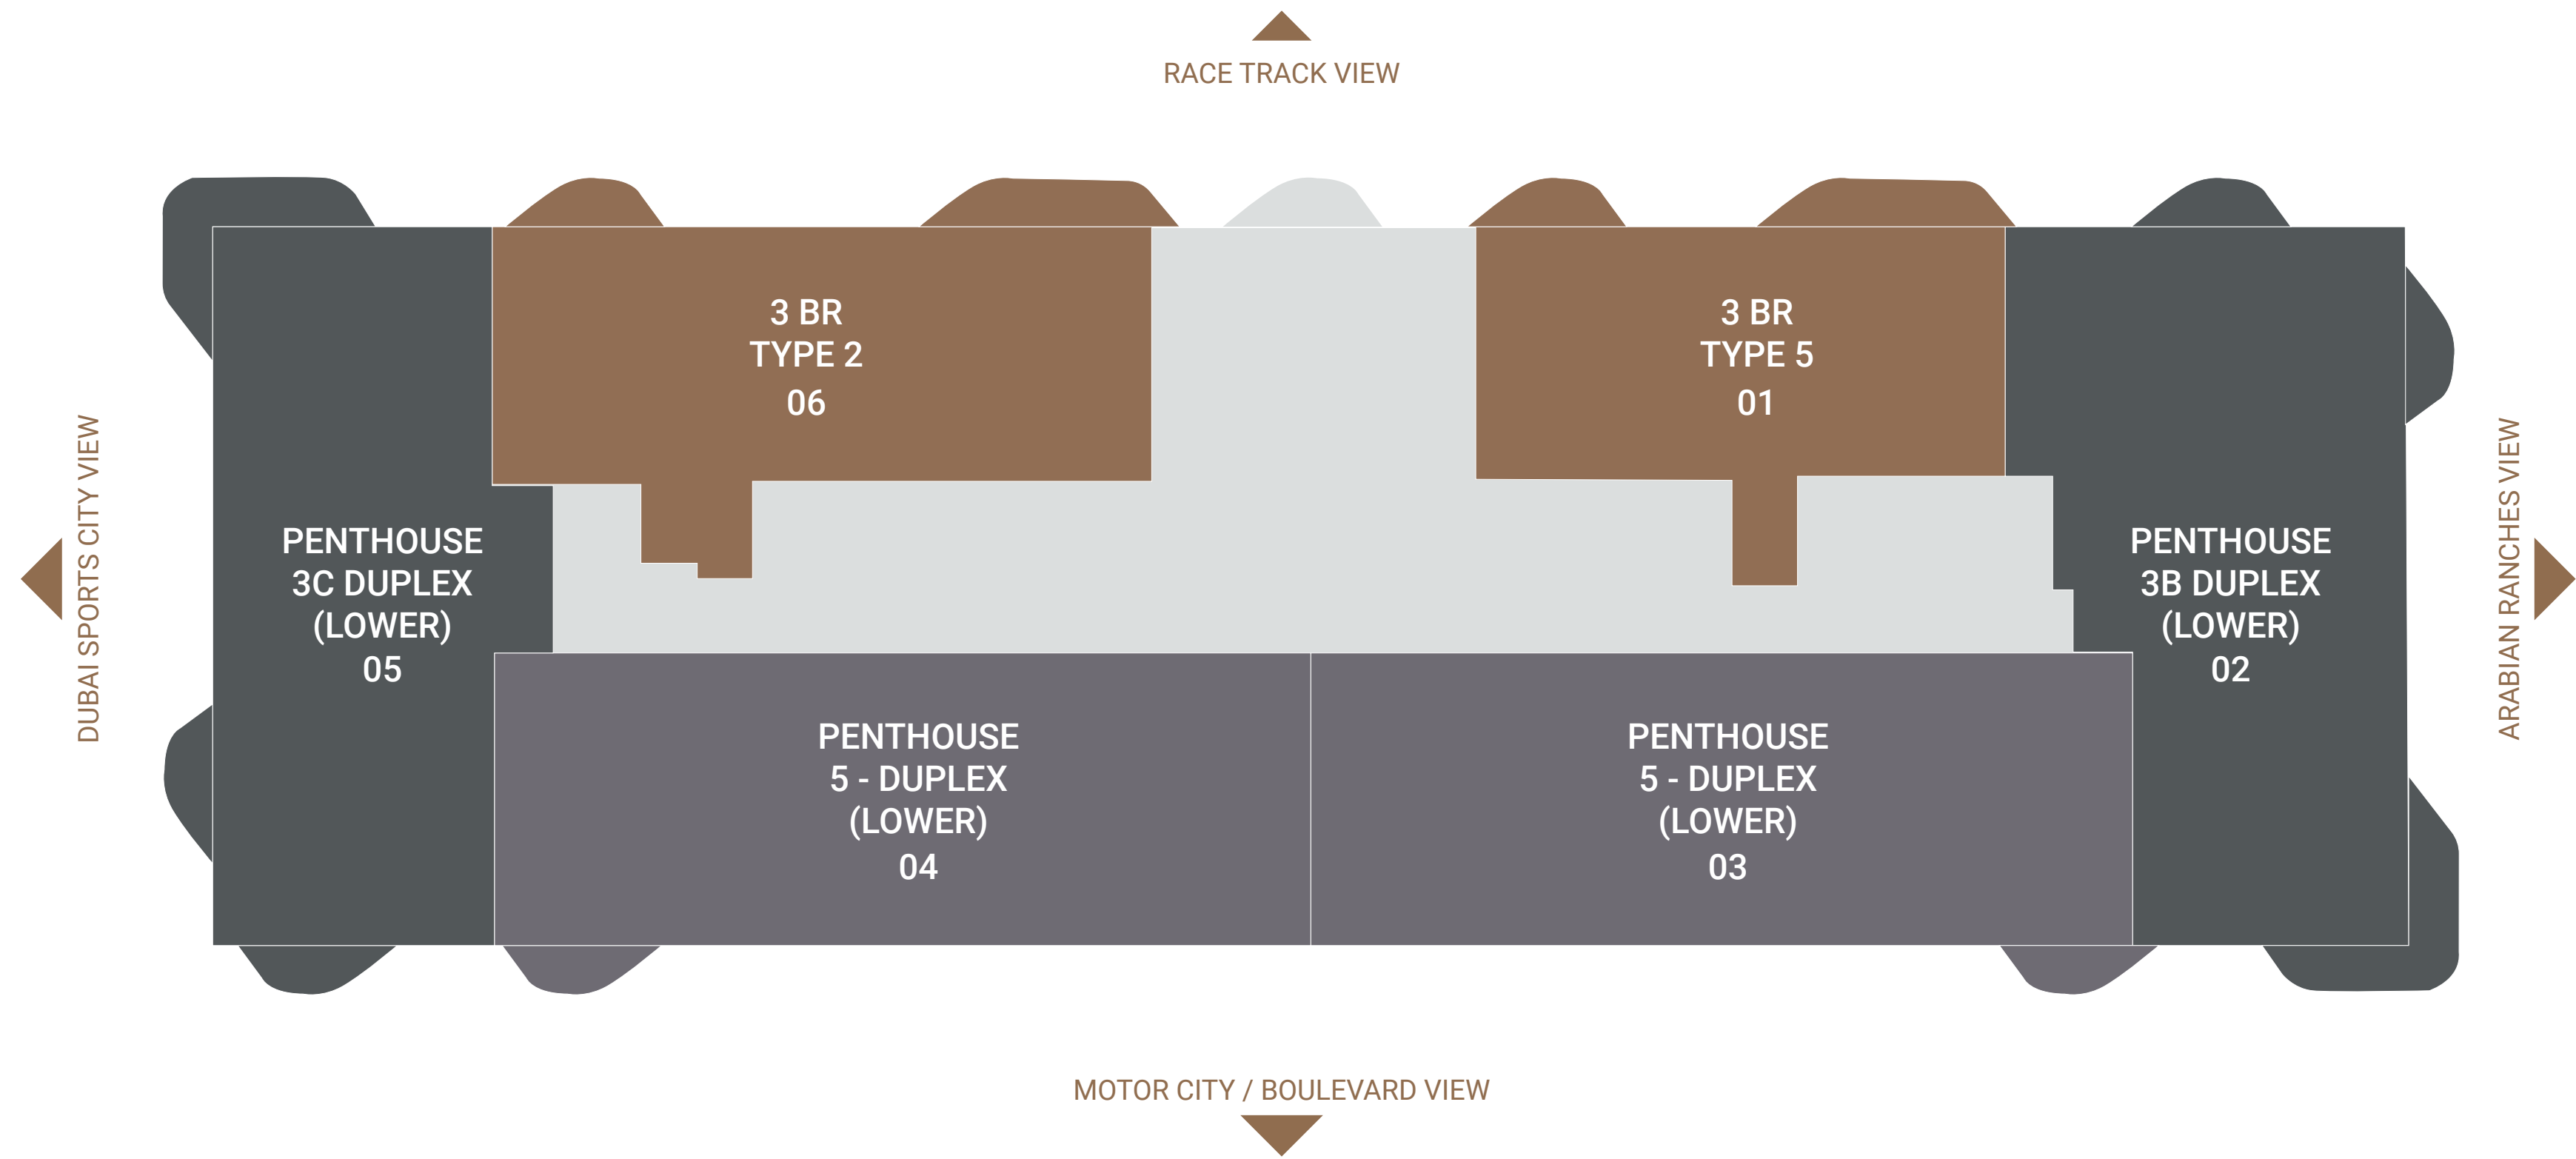 RACE TRACK VIEW
3 BR
TYPE 2
06
3 BR
TYPE 5
01
DUBAI SPORTS CITY VIEW
PENTHOUSE
3C DUPLEX
(LOWER)
05
PENTHOUSE
3B DUPLEX
(LOWER)
02
ARABIAN RANCHES VIEW
PENTHOUSE
5 - DUPLEX
(LOWER)
04
PENTHOUSE
5 - DUPLEX
(LOWER)
03
MOTOR CITY / BOULEVARD VIEW